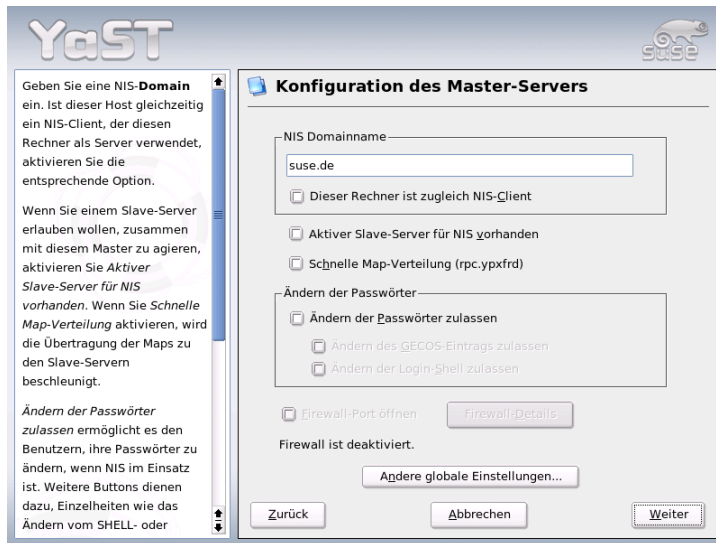 YaST
SUSE
Geben Sie eine NIS-Domain
ein. Ist dieser Host gleichzeitig
ein NIS-Client, der diesen
Rechner als Server verwendet,
aktivieren Sie die
entsprechende Option.
Wenn Sie einem Slave-Server
erlauben wollen, zusammen
mit diesem Master zu agieren,
aktivieren Sie Aktiver
Slave-Server für NIS
vorhanden. Wenn Sie Schnelle
Map-Verteilung aktivieren, wird
die Übertragung der Maps zu
den Slave-Servern
beschleunigt.
Ändern der Passwörter
zulassen ermöglicht es den
Benutzern, ihre Passwörter zu
ändern, wenn NIS im Einsatz
ist. Weitere Buttons dienen
dazu, Einzelheiten wie das
Ändern vom SHELL- oder
Konfiguration des Master-Servers
NIS Domainname
suse.de
Dieser Rechner ist zugleich NIS-Client
Aktiver Slave-Server für NIS vorhanden
Schnelle Map-Verteilung (rpc.ypxfrd)
Ändern der Passwörter
Ändern der Passwörter zulassen
Ändern des GECOS-Eintrags zulassen
Ändern der Login-Shell zulassen
Firewall-Port öffnen
Firewall-Details
Firewall ist deaktiviert.
Andere globale Einstellungen...
Zurück
Abbrechen
Weiter